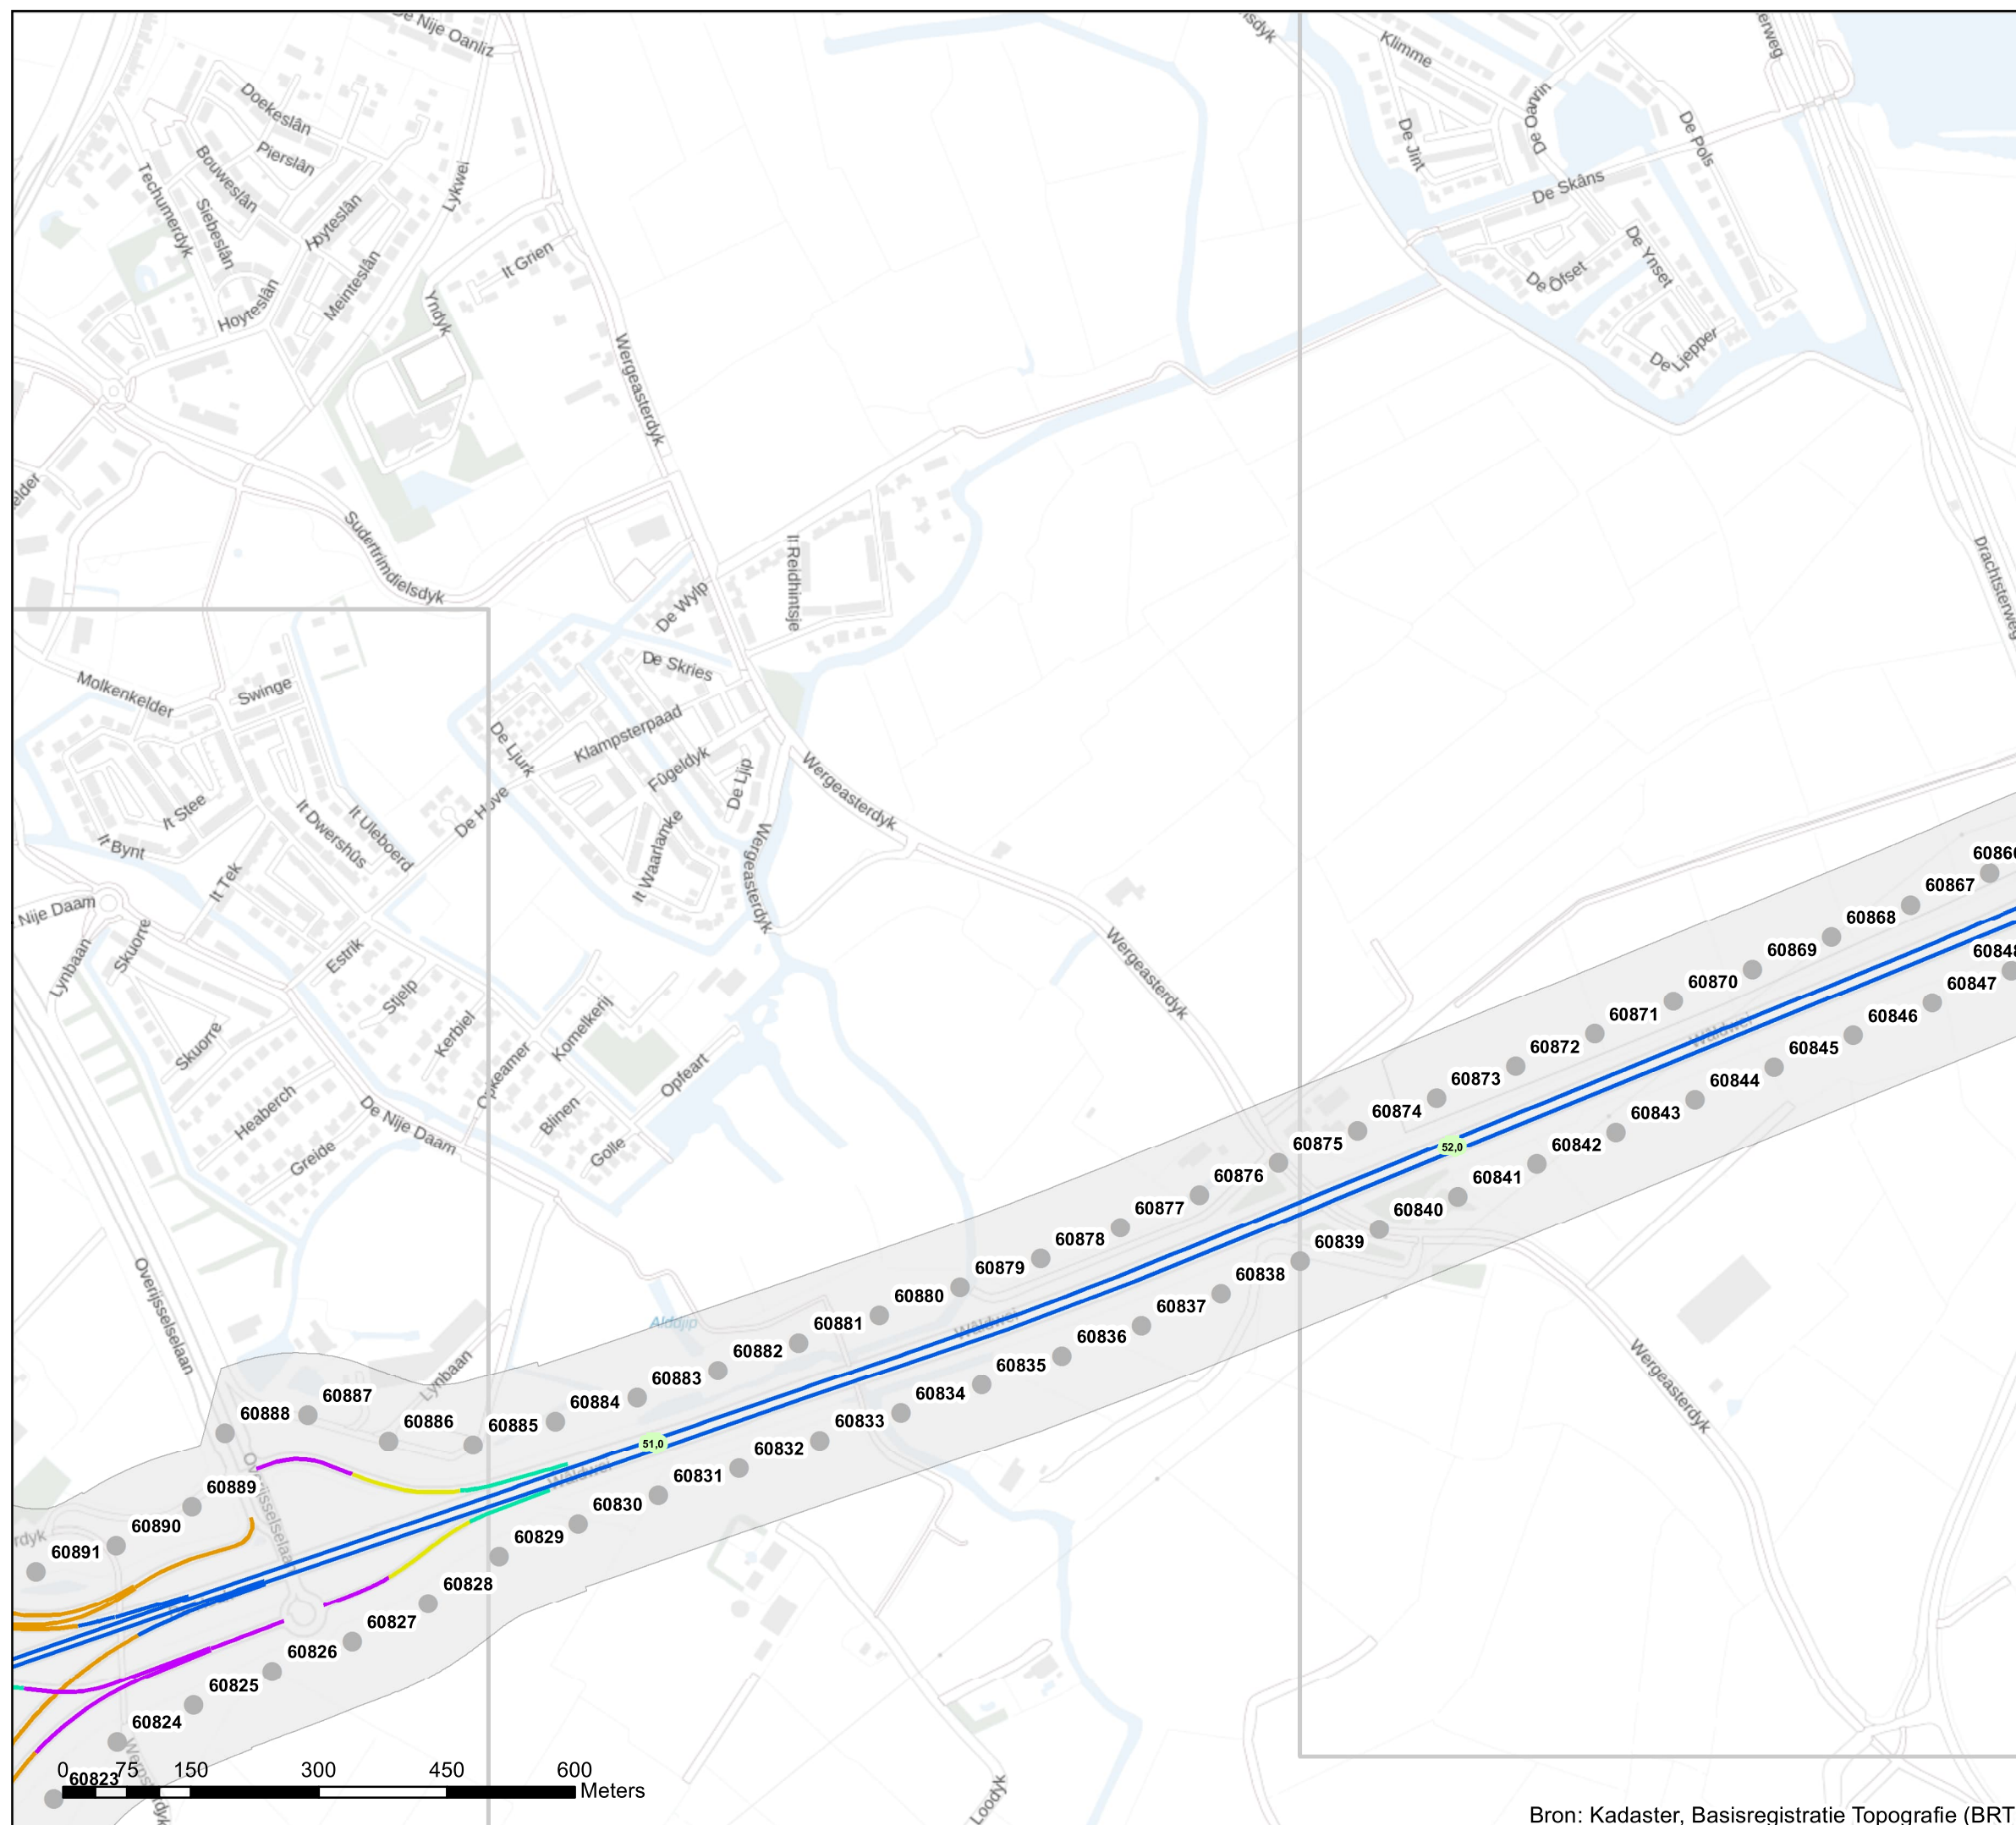 De Nije Oanliz
Klimme
Doekeslân
Pierslân
Bouweslân
Techumerdyk
Siebeslân
Hoyteslân
Lykwei
Meinteslân
Hoyteslân
It Grien
Yndyk
Wergeasterdyk
De Jint
De Oanrin
De Pols
De Skâns
De Ynset
De Ôfset
De Ljepper
Drachtsterweg
Sudertrimdielsdyk
It Reidhintsje
De Wylp
De Skries
Molkenkelder
Swinge
De Ljurk
Klampsterpaad
Fûgeldyk
De Ljip
De Hove
It Stee
It Bynt
It Dwershûs
It Uleboerd
It Tek
It Waarlamke
Wergeasterdyk
Wergeasterdyk
Wergeasterdyk
Nije Daam
Lynbaan
Skuorre
Estrik
Stjelp
Kerbiel
Skuorre
Opkeamer
Komelkerij
Opfeart
Heaberch
Greide
De Nije Daam
Blinen
Golle
Overijsselselaan
Aldojip
Lynbaan
Wâldwei
Wâldwei
Wâldwei
Overijsselselaan
Wergeasterdyk
Loodyk
60867
60868
60869
60870
60871
60872
60873
60874
60875
60876
60877
60878
60879
60880
60881
60882
60883
60884
60885
60886
60887
60888
60889
60890
60891
60847
60846
60845
60844
60843
60842
60841
60840
60839
60838
60837
60836
60835
60834
60833
60832
60831
60830
60829
60828
60827
60826
60825
60824
60823
52,0
51,0
0 75 150 300 450 600
Meters
Bron: Kadaster, Basisregistratie Topografie (BRT